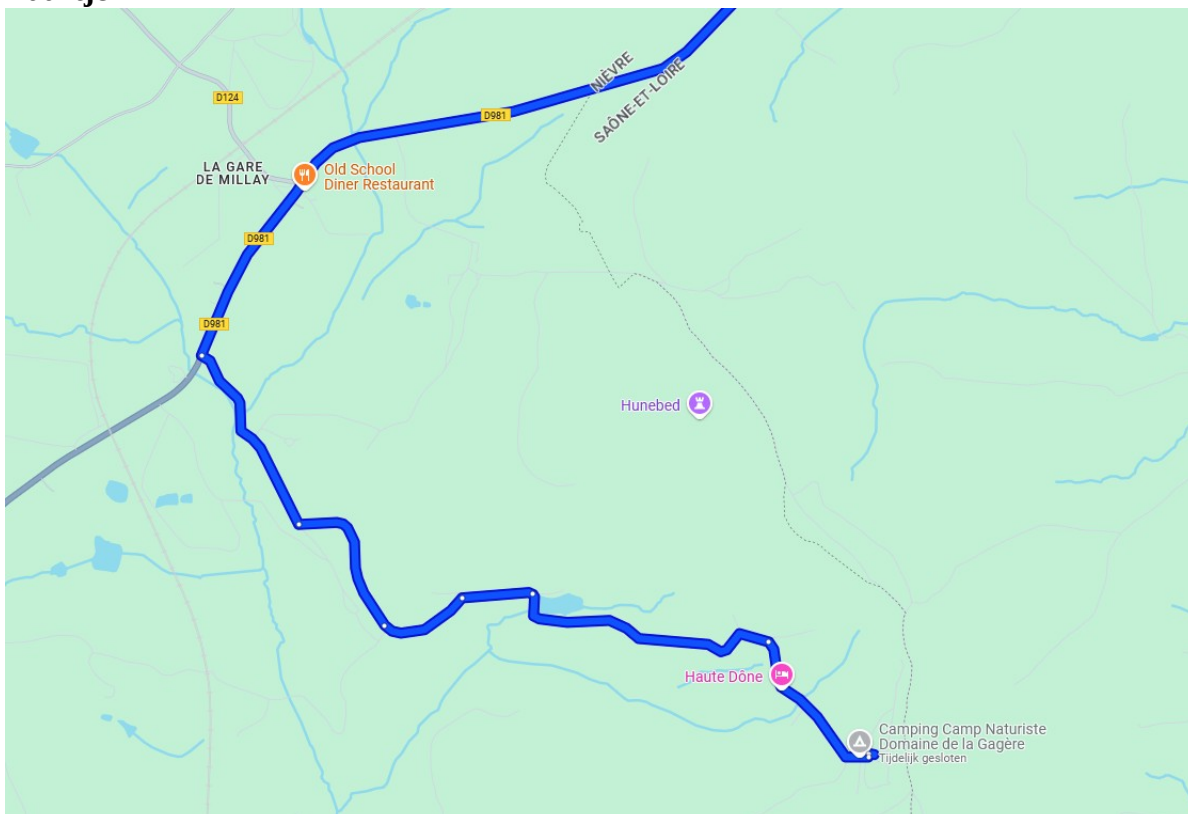 NIÈVRE
SAÔNE-ET-LOIRE
D124
D981
LA GARE
DE MILLAY
Old School
Diner Restaurant
D981
D981
Hunebed
Haute Dône
Camping Camp Naturiste
Domaine de la Gagère
Tijdelijk gesloten